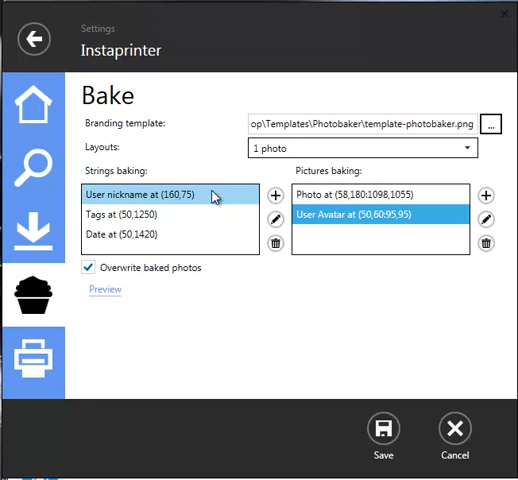 Settings
Instaprinter
Bake
Branding template:
op\Templates\Photobaker\template-photobaker.png
...
Layouts:
1 photo
Strings baking:
Pictures baking:
User nickname at (160,75)
Photo at (58,180:1098,1055)
Tags at (50,1250)
User Avatar at (50,60:95,95)
Date at (50,1420)
Overwrite baked photos
Preview
Save
Cancel